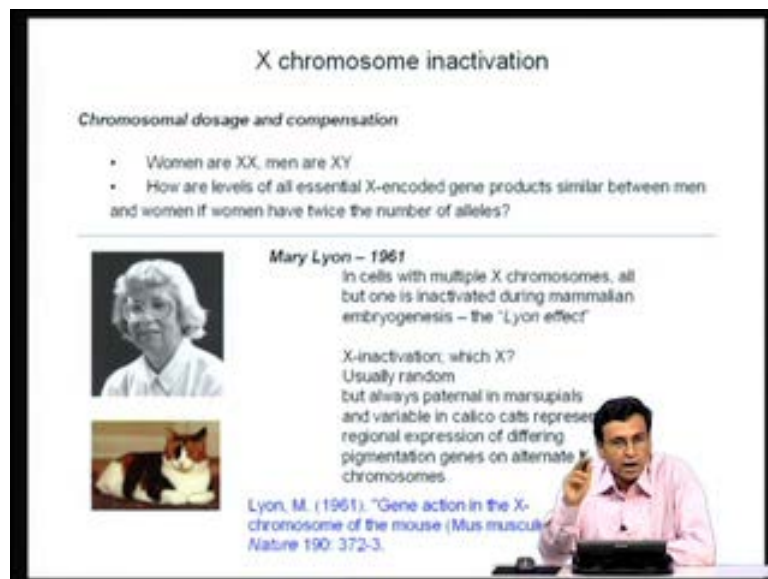 X chromosome inactivation
Chromosomal dosage and compensation
• Women are XX, men are XY
• How are levels of all essential X-encoded gene products similar between men
and women if women have twice the number of alleles?
Mary Lyon – 1961
In cells with multiple X chromosomes, all
but one is inactivated during mammalian
embryogenesis – the "Lyon effect"
X-inactivation; which X?
Usually random
but always paternal in marsupials
and variable in calico cats
regional expression of differing
pigmentation genes on alternate
chromosomes
Lyon, M. (1961). "Gene action in the X-
chromosome of the mouse (Mus
Nature 190: 372-3.